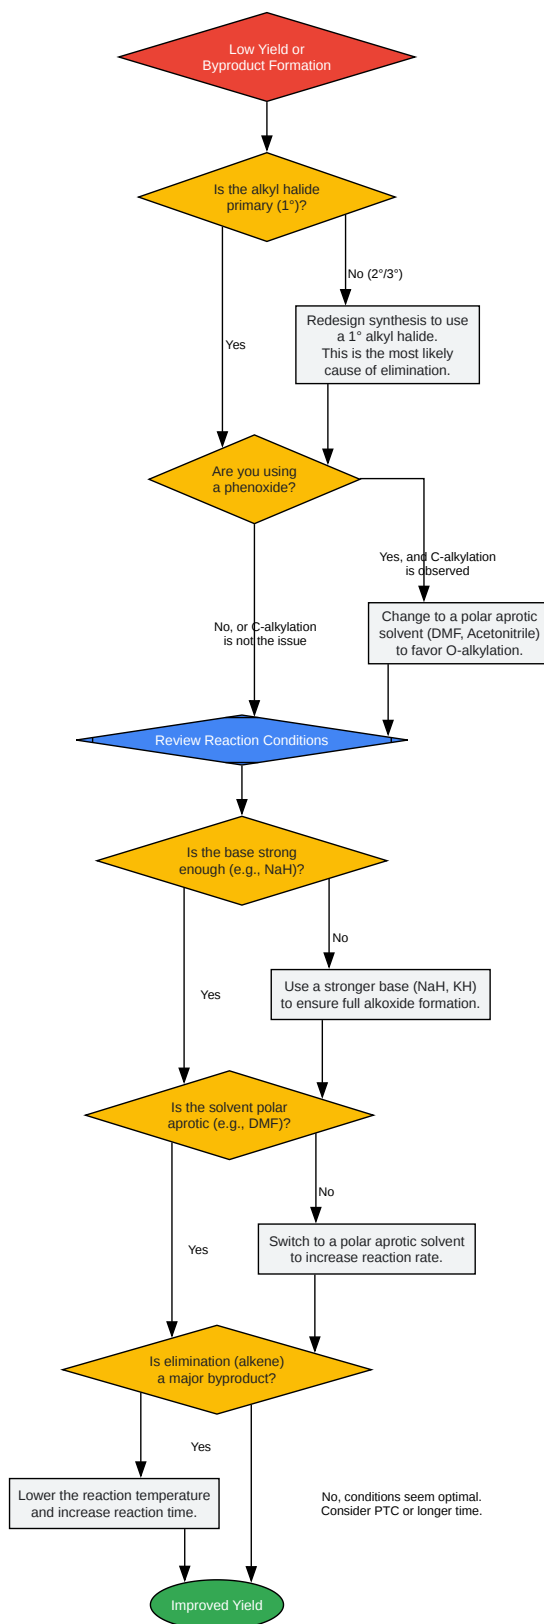 Low Yield or
Byproduct Formation
Is the alkyl halide
primary (1°)?
No (2°/3°)
Redesign synthesis to use
a 1° alkyl halide.
This is the most likely
cause of elimination.
Yes
Are you using
a phenoxide?
Yes, and C-alkylation
is observed
Change to a polar aprotic
solvent (DMF, Acetonitrile)
to favor O-alkylation.
No, or C-alkylation
is not the issue
Review Reaction Conditions
Is the base strong
enough (e.g., NaH)?
No
Use a stronger base (NaH, KH)
to ensure full alkoxide formation.
Yes
Is the solvent polar
aprotic (e.g., DMF)?
No
Switch to a polar aprotic solvent
to increase reaction rate.
Yes
Is elimination (alkene)
a major byproduct?
Yes
Lower the reaction temperature
and increase reaction time.
No, conditions seem optimal.
Consider PTC or longer time.
Improved Yield